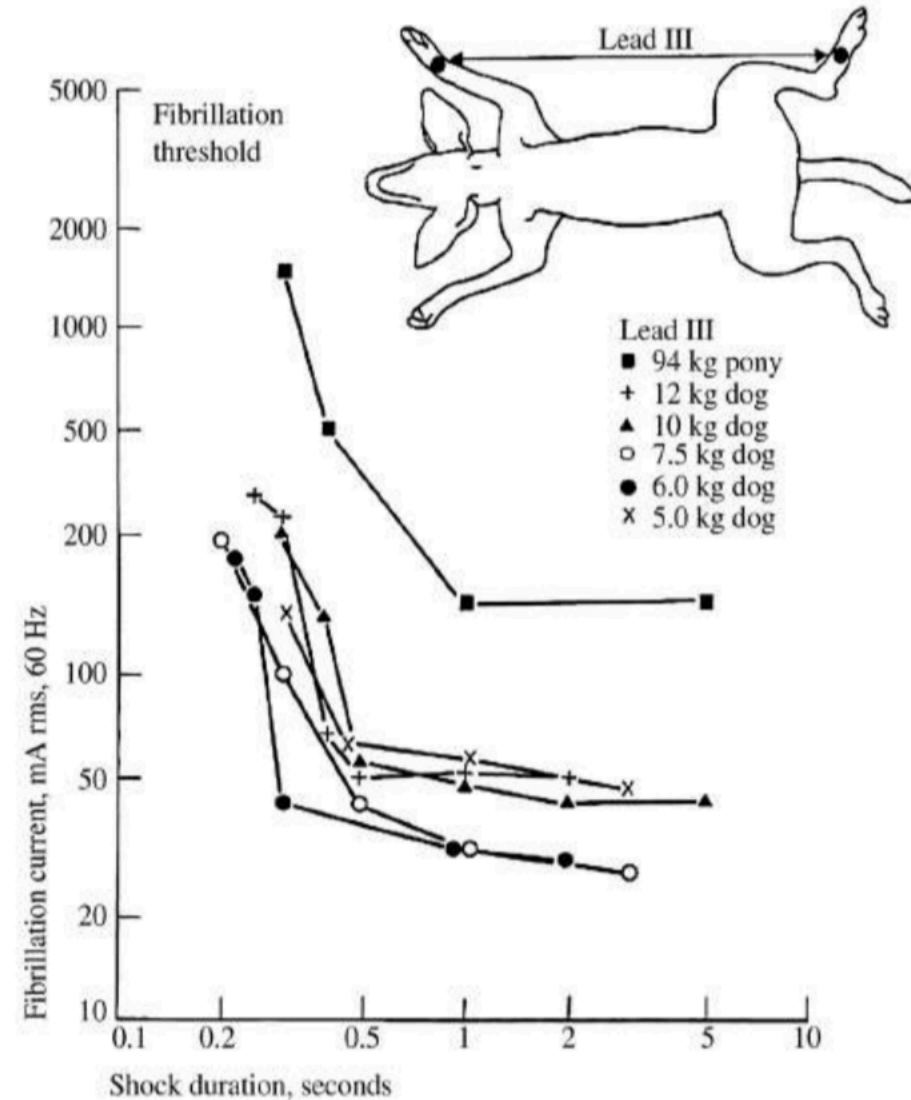 Lead III
5000
Fibrillation
threshold
2000
1000
500
200
100
50
20
10
Fibrillation current, mA rms, 60 Hz
Lead III
94 kg pony
12 kg dog
10 kg dog
7.5 kg dog
6.0 kg dog
5.0 kg dog
0.1 0.2 0.5 1 2 5 10
Shock duration, seconds